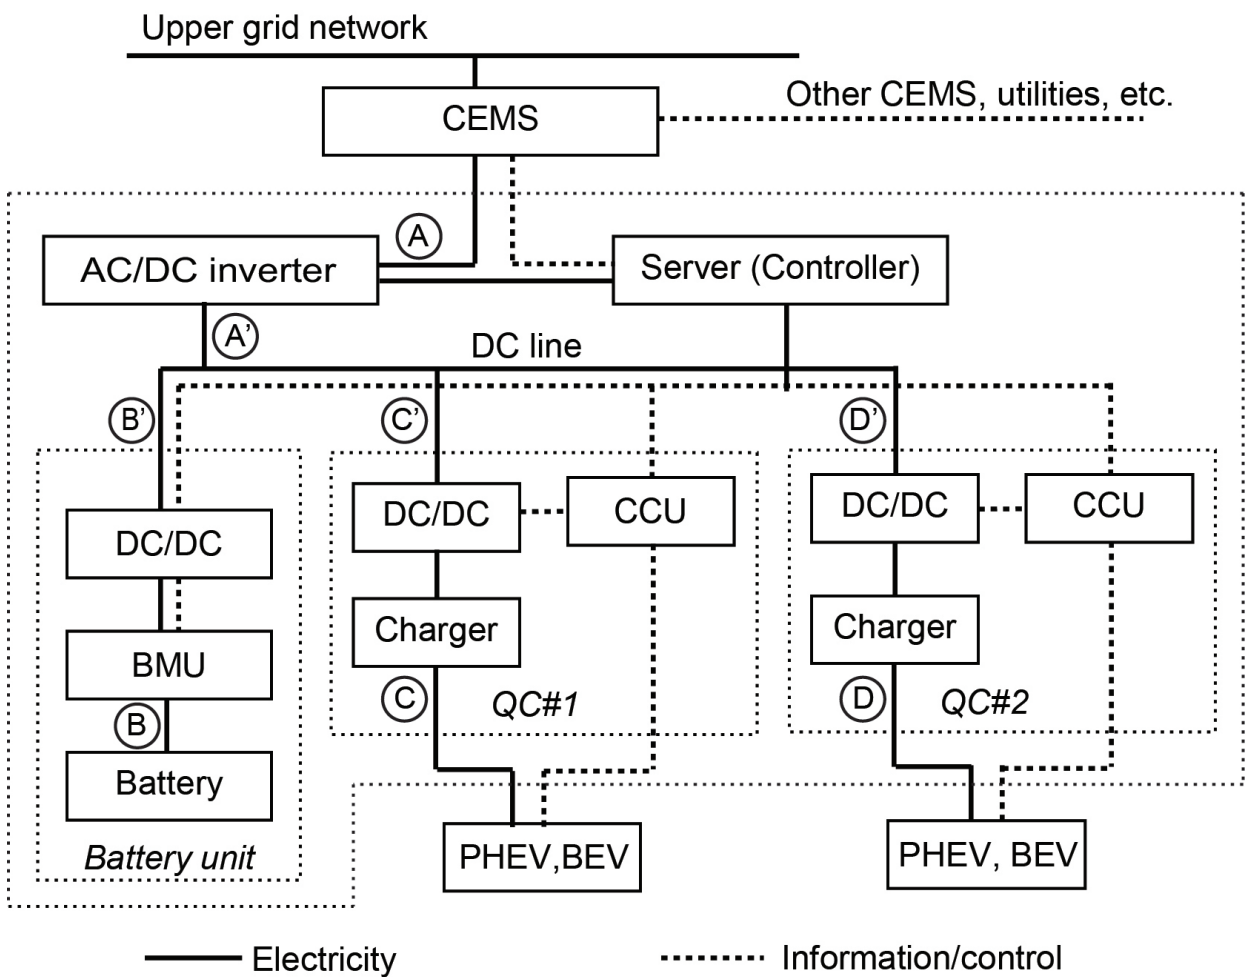 Upper grid network
CEMS
Other CEMS, utilities, etc.
A
AC/DC inverter
Server (Controller)
A’
DC line
B’
C’
D’
DC/DC
DC/DC
CCU
DC/DC
CCU
BMU
Charger
Charger
B
C
QC#1
D
QC#2
Battery
Battery unit
PHEV,BEV
PHEV, BEV
Electricity
Information/control